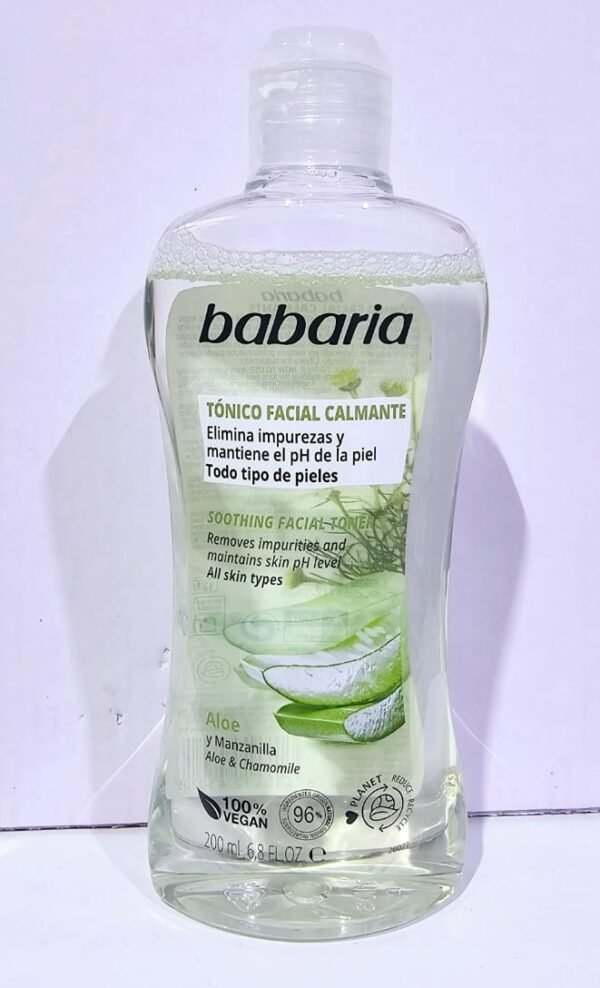 babaria
TÓNICO FACIAL CALMANTE
Elimina impurezas y
mantiene el pH de la piel
Todo tipo de pieles
SOOTHING FACIAL TONER
Removes impurities and
maintains skin pH level
All skin types
Aloe
y Manzanilla
Aloe & Chamomile
100%
VEGAN
96%
PLANET REDUCE RECYCLE
200 ml. 6,8 FL.OZ ℮